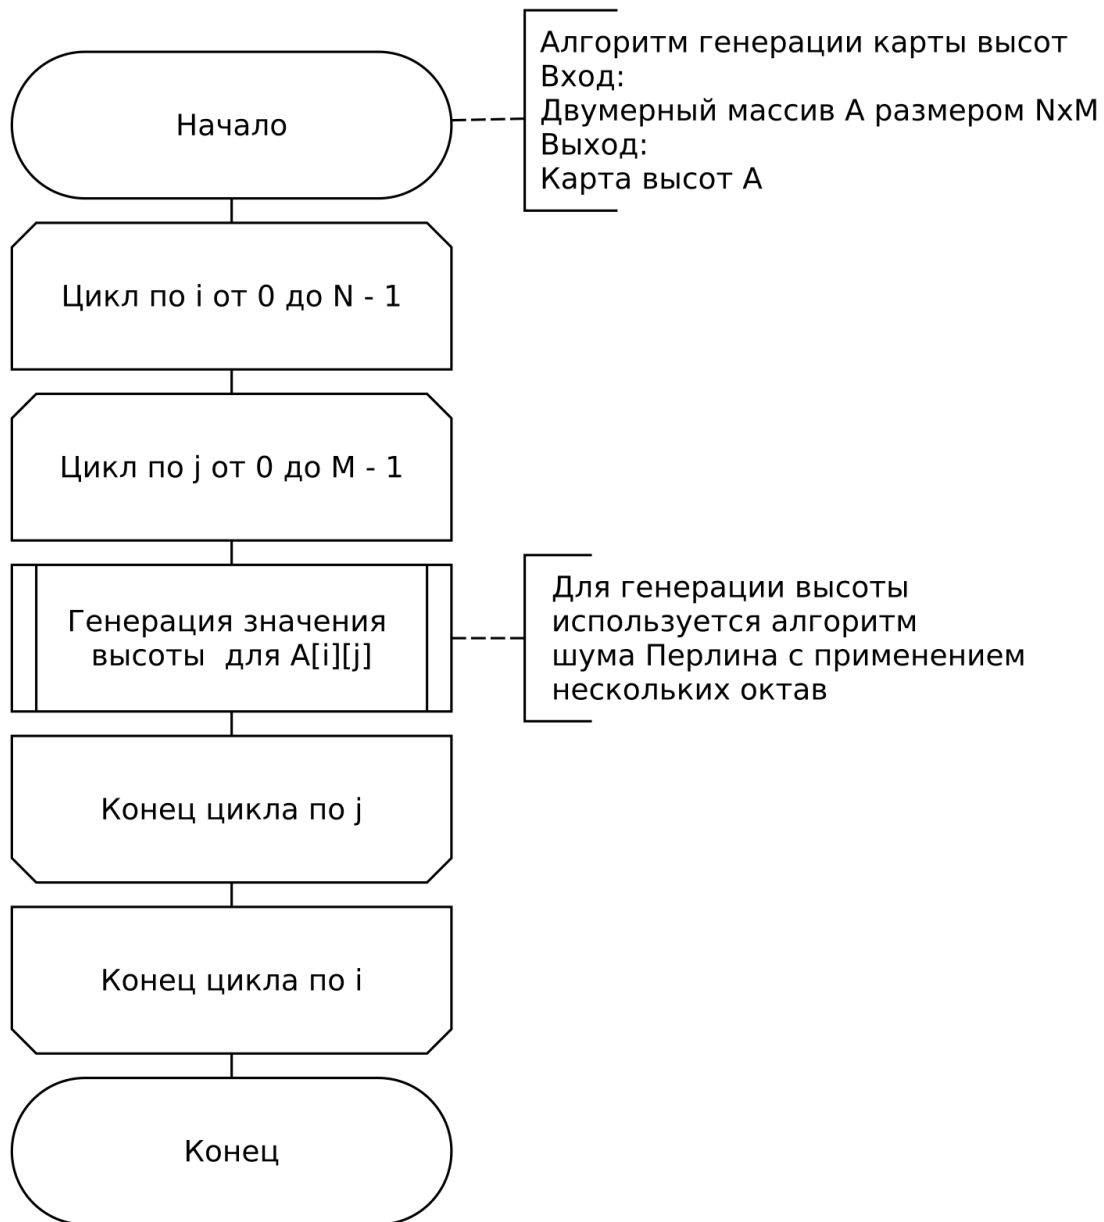 Алгоритм генерации карты высот
Вход:
Двумерный массив A размером NxM
Выход:
Карта высот A
Начало
Цикл по i от 0 до N - 1
Цикл по j от 0 до M - 1
Генерация значения
высоты  для A[i][j]
Для генерации высоты
используется алгоритм
шума Перлина с применением
нескольких октав
Конец цикла по j
Конец цикла по i
Конец